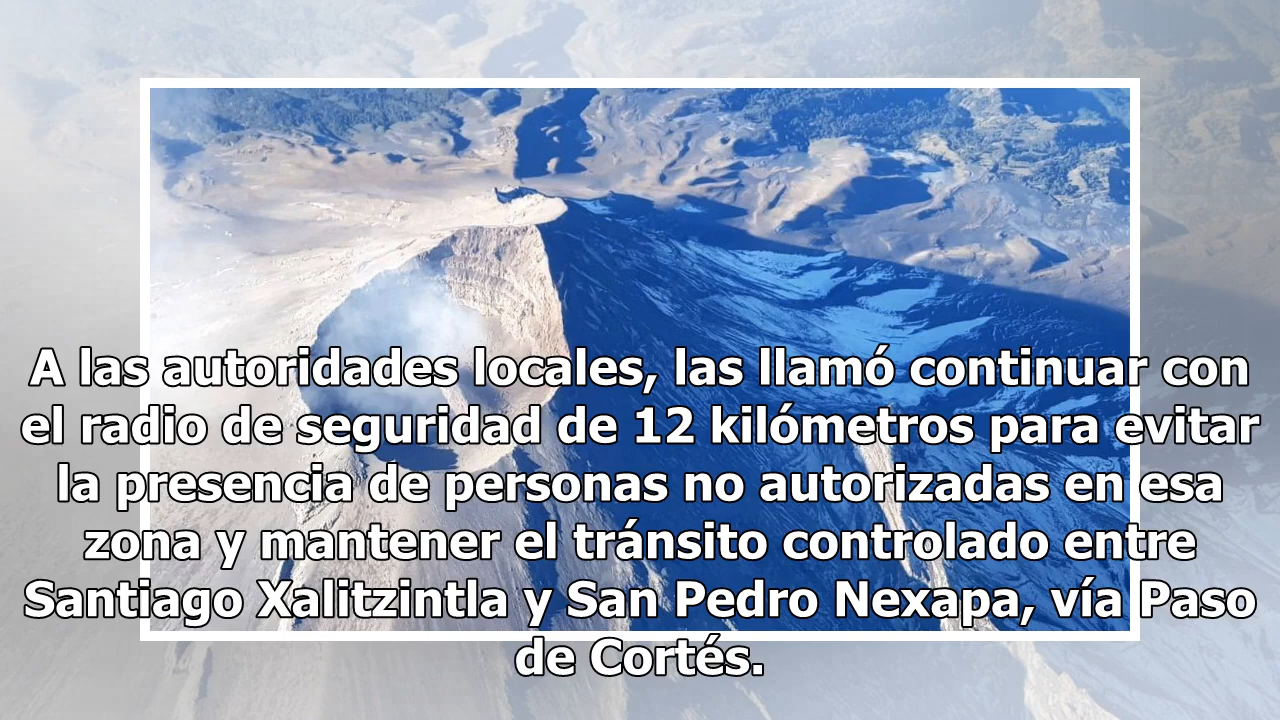 A las autoridades locales, las llamó continuar con
el radio de seguridad de 12 kilómetros para evitar
la presencia de personas no autorizadas en esa
zona y mantener el tránsito controlado entre
Santiago Xalitzintla y San Pedro Nexapa, vía Paso
de Cortés.